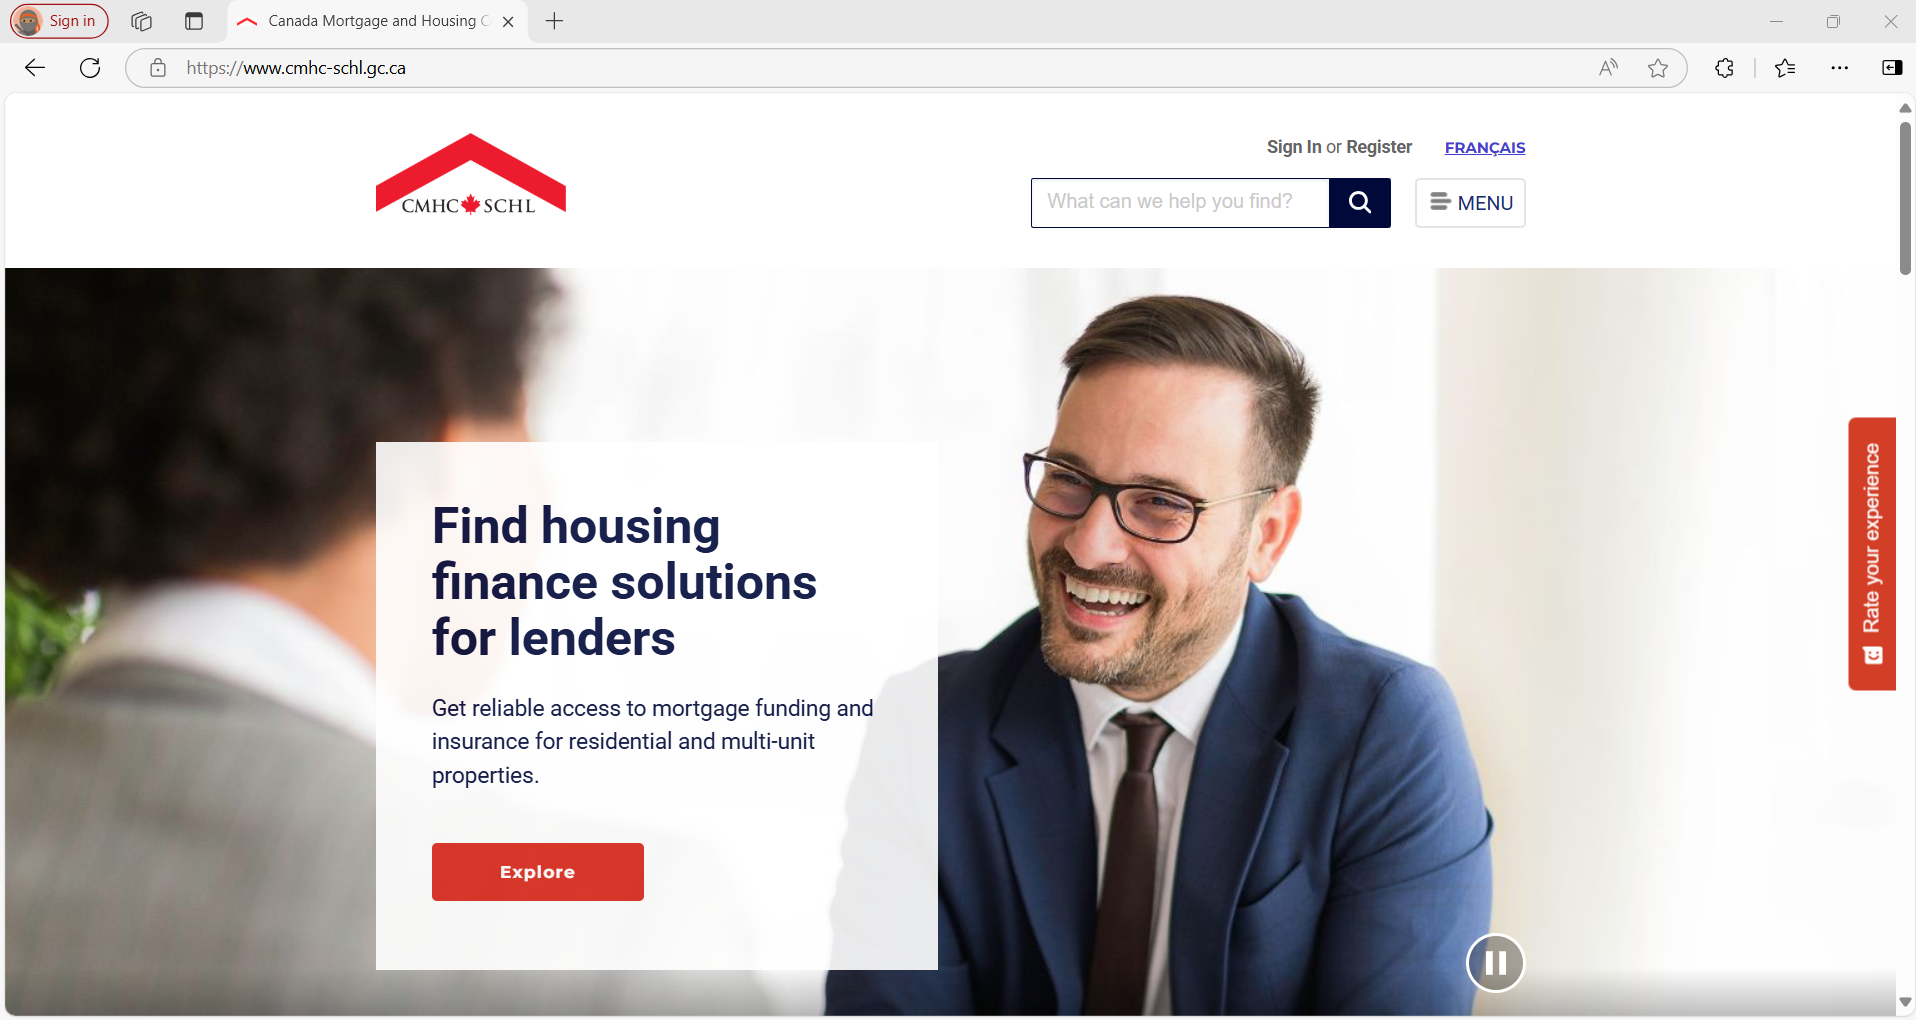 Sign in
Canada Mortgage and Housing C
https://www.cmhc-schl.gc.ca
CMHC SCHL
Sign In or Register
FRANÇAIS
What can we help you find?
MENU
Find housing
finance solutions
for lenders
Get reliable access to mortgage funding and
insurance for residential and multi-unit
properties.
Explore
Rate your experience